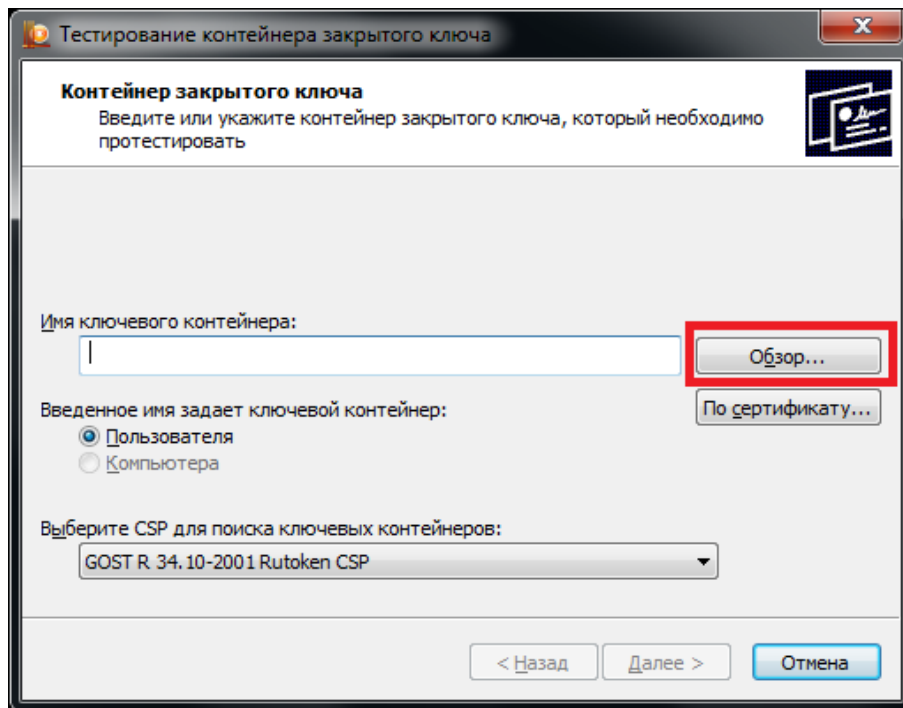 Тестирование контейнера закрытого ключа
Контейнер закрытого ключа
Введите или укажите контейнер закрытого ключа, который необходимо
протестировать
Имя ключевого контейнера:
Обзор...
Введенное имя задает ключевой контейнер:
По сертификату...
Пользователя
Компьютера
Выберите CSP для поиска ключевых контейнеров:
GOST R 34.10-2001 Rutoken CSP
< Назад
Далее >
Отмена